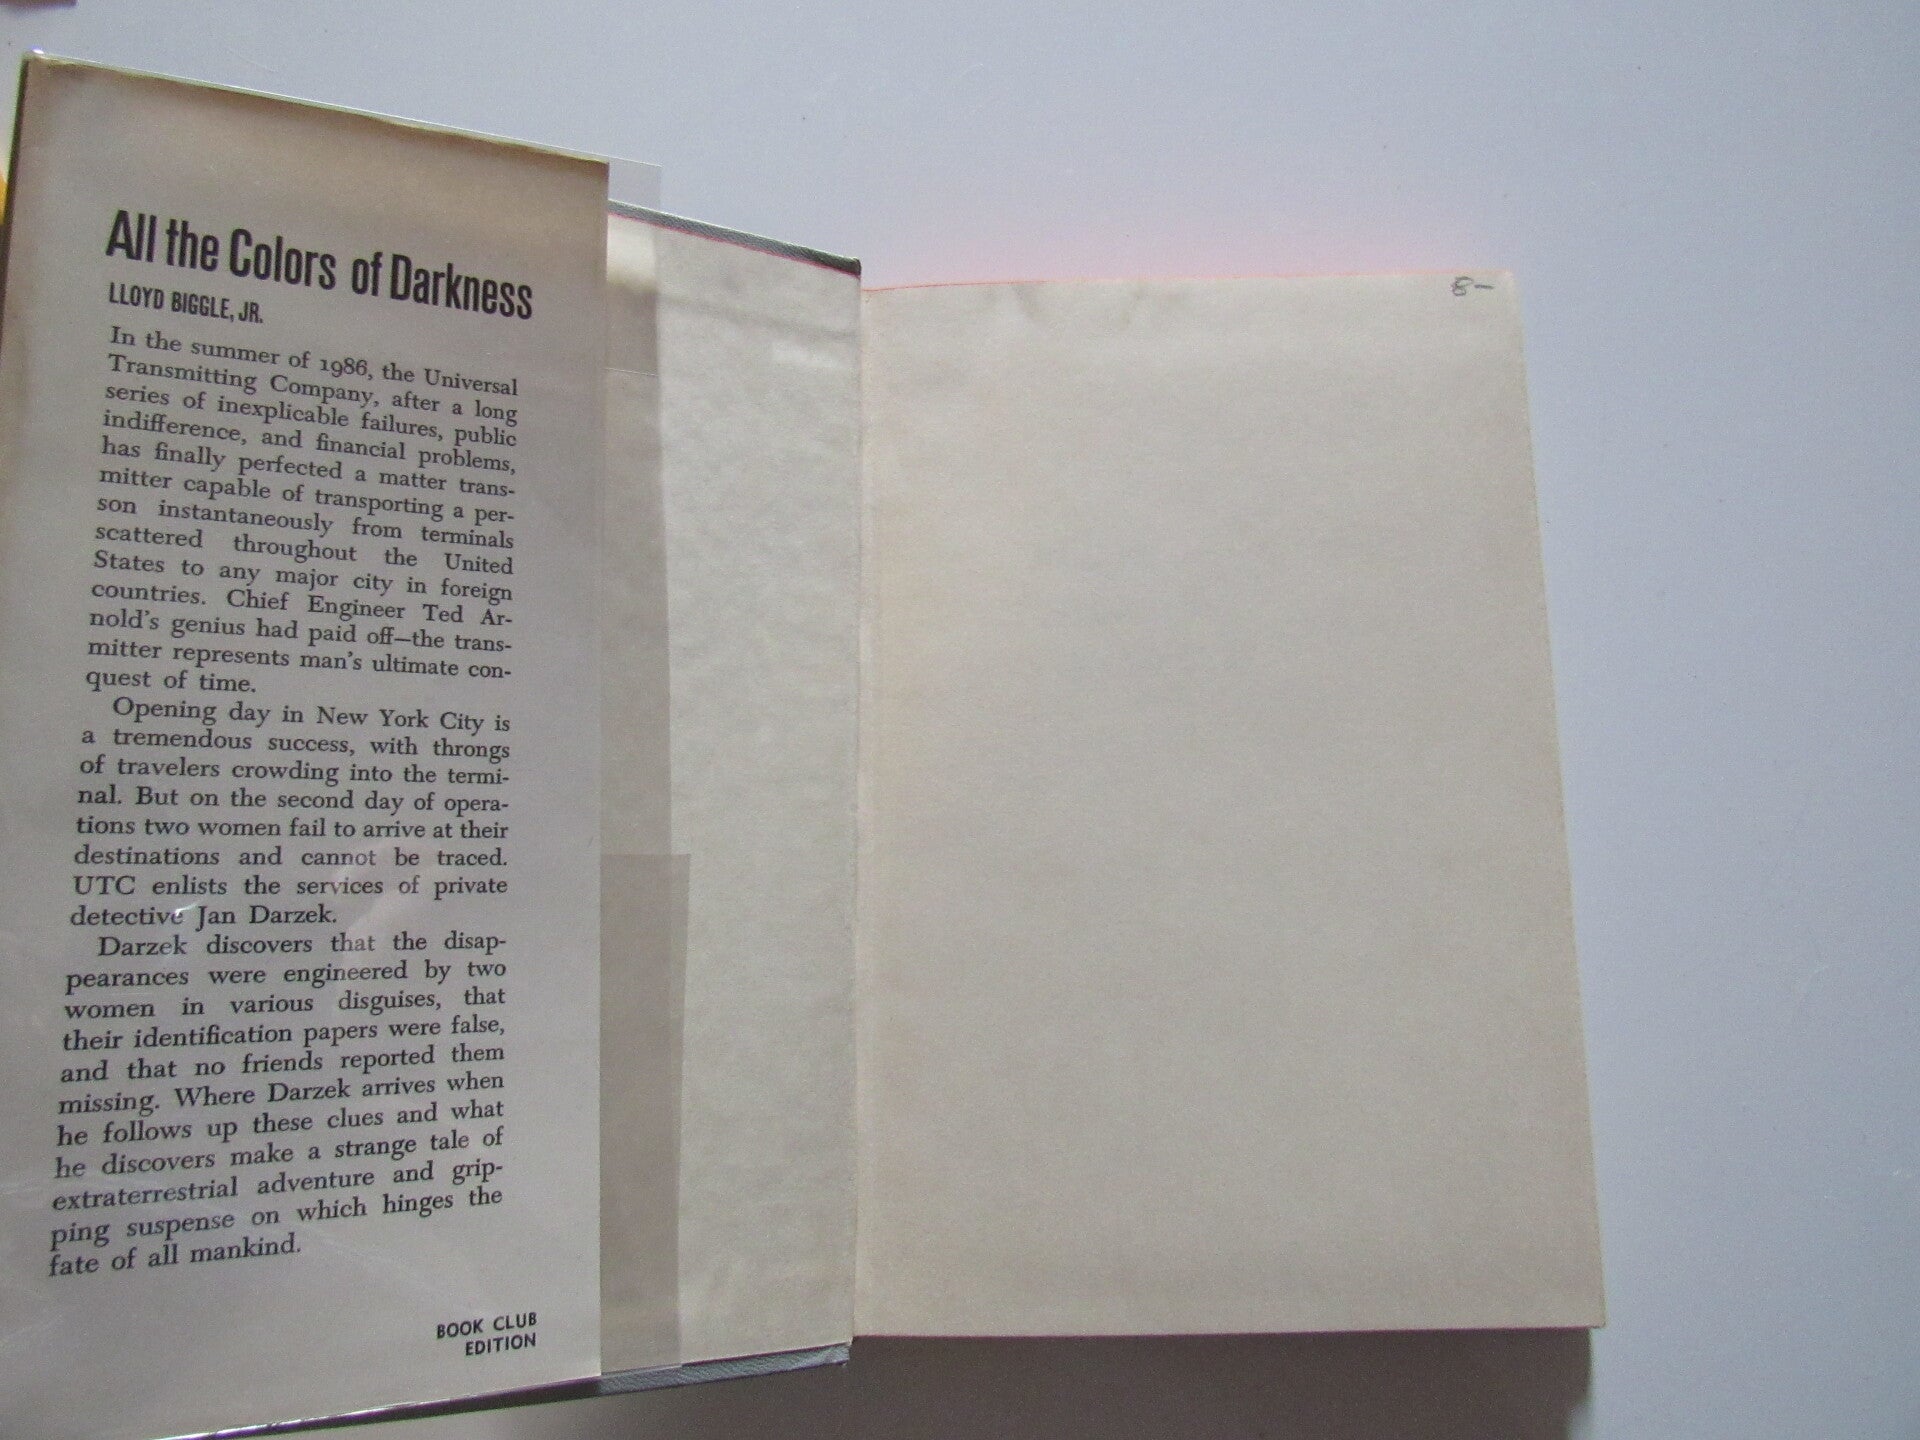 All the Colors of Darkness
LLOYD BIGGLE, JR.
In the summer of 1986, the Universal
Transmitting Company, after a long
series of inexplicable failures, public
indifference, and financial problems,
has finally perfected a matter trans-
mitter capable of transporting a per-
son instantaneously from terminals
scattered throughout the United
States to any major city in foreign
countries. Chief Engineer Ted Ar-
nold's genius had paid off—the trans-
mitter represents man's ultimate con-
quest of time.
Opening day in New York City is
a tremendous success, with throngs
of travelers crowding into the termi-
nal. But on the second day of opera-
tions two women fail to arrive at their
destinations and cannot be traced.
UTC enlists the services of private
detective Jan Darzek.
Darzek discovers that the disap-
pearances were engineered by two
women in various disguises, that
their identification papers were false,
and that no friends reported them
missing. Where Darzek arrives when
he follows up these clues and what
he discovers make a strange tale of
extraterrestrial adventure and grip-
ping suspense on which hinges the
fate of all mankind.
BOOK CLUB
EDITION
8—